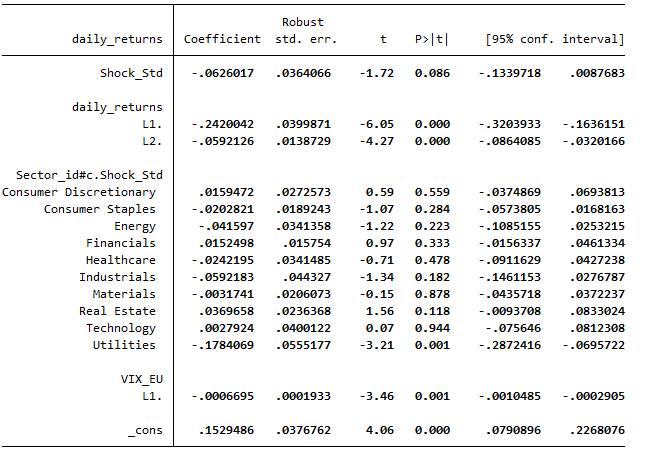 Robust
daily_returns Coefficient std. err. t P>|t| [95% conf. interval]
Shock_Std -.0626017 .0364066 -1.72 0.086 -.1339718 .0087683
daily_returns
L1. -.2420042 .0399871 -6.05 0.000 -.3203933 -.1636151
L2. -.0592126 .0138729 -4.27 0.000 -.0864085 -.0320166
Sector_id#c.Shock_Std
Consumer Discretionary .0159472 .0272573 0.59 0.559 -.0374869 .0693813
Consumer Staples -.0202821 .0189243 -1.07 0.284 -.0573805 .0168163
Energy -.041597 .0341358 -1.22 0.223 -.1085155 .0253215
Financials .0152498 .015754 0.97 0.333 -.0156337 .0461334
Healthcare -.0242195 .0341485 -0.71 0.478 -.0911629 .0427238
Industrials -.0592183 .044327 -1.34 0.182 -.1461153 .0276787
Materials -.0031741 .0206073 -0.15 0.878 -.0435718 .0372237
Real Estate .0369658 .0236368 1.56 0.118 -.0093708 .0833024
Technology .0027924 .0400122 0.07 0.944 -.075646 .0812308
Utilities -.1784069 .0555177 -3.21 0.001 -.2872416 -.0695722
VIX_EU
L1. -.0006695 .0001933 -3.46 0.001 -.0010485 -.0002905
_cons .1529486 .0376762 4.06 0.000 .0790896 .2268076